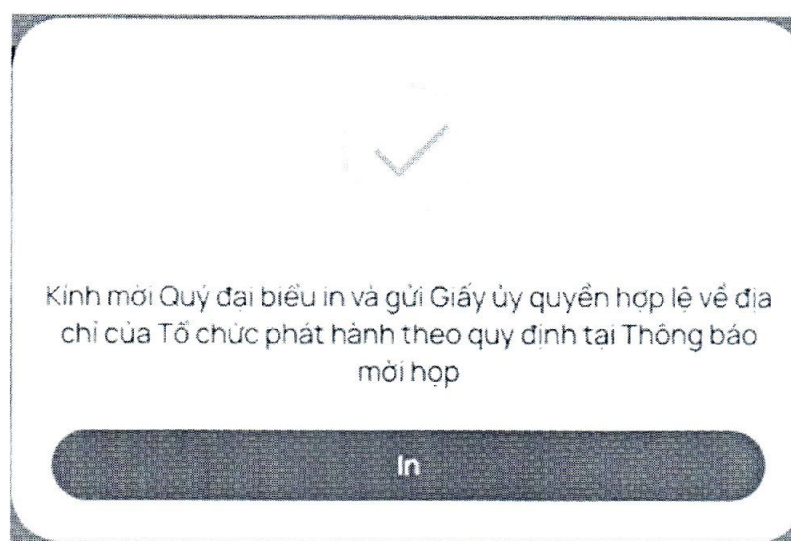 Kính mời Quý đại biểu in và gửi Giấy ủy quyền hợp lệ về địa
chỉ của Tổ chức phát hành theo quy định tại Thông báo
mời họp
In